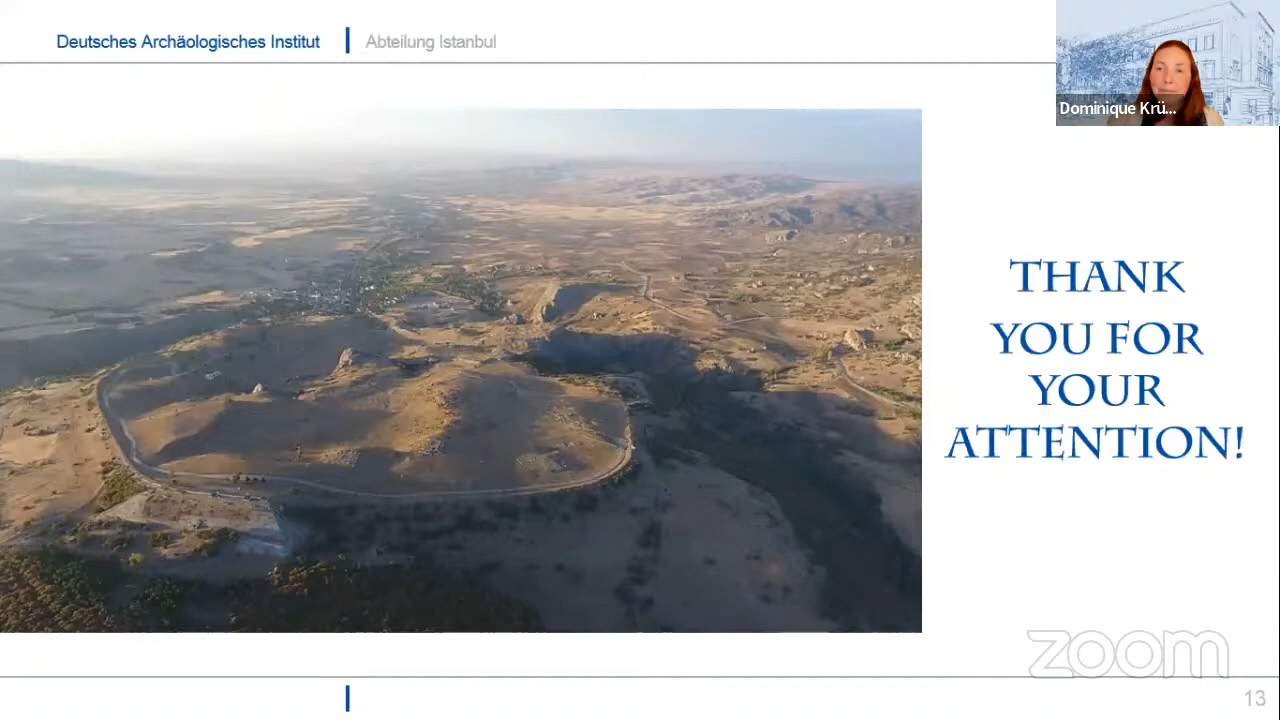 Deutsches Archäologisches Institut
Abteilung Istanbul
Dominique Krü...
THANK
YOU FOR
YOUR
ATTENTION!
zoom
13